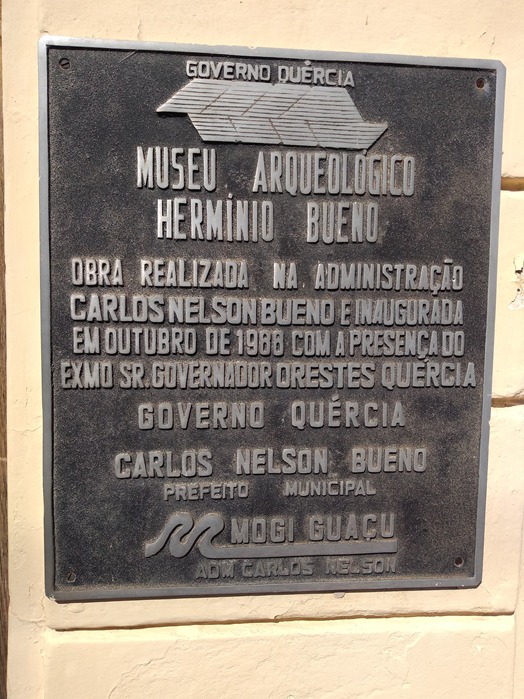 GOVERNO QUÉRCIA
MUSEU ARQUEOLÓGICO
HERMÍNIO BUENO
OBRA REALIZADA NA ADMINISTRAÇÃO
CARLOS NELSON BUENO E INAUGURADA
EM OUTUBRO DE 1988 COM A PRESENÇA DO
EXMO SR. GOVERNADOR ORESTES QUÉRCIA
GOVERNO QUÉRCIA
CARLOS NELSON BUENO
PREFEITO MUNICIPAL
MOGI GUAÇU
ADM CARLOS NELSON